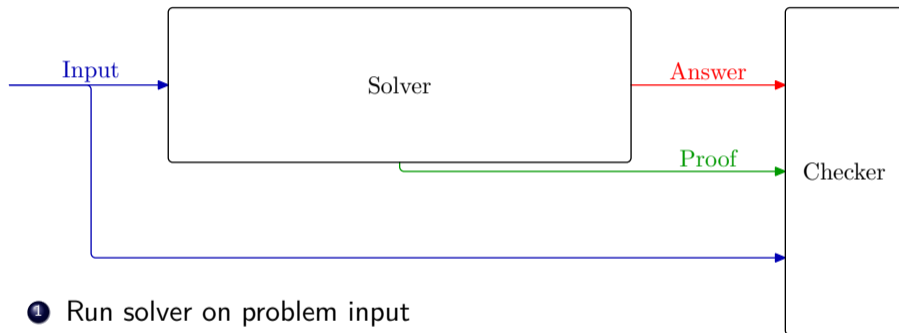 Input
Solver
Answer
Proof
Checker
1 Run solver on problem input